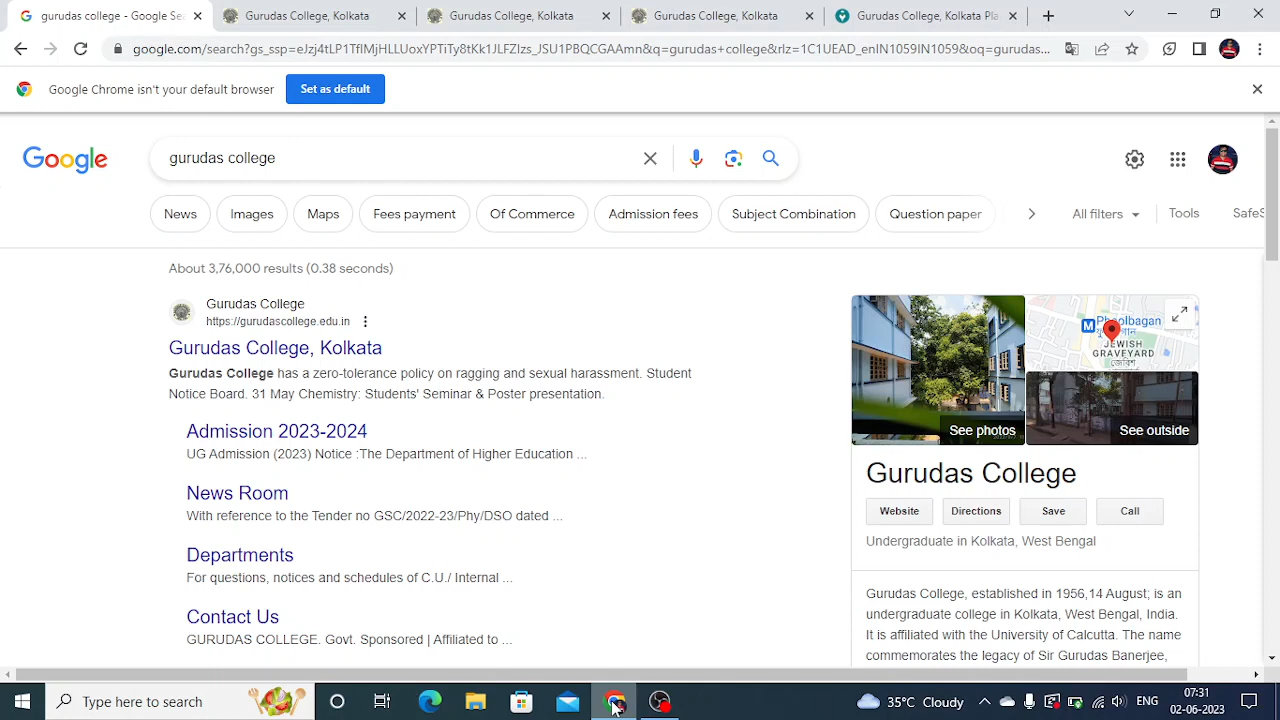 gurudas college - Google Se
Gurudas College, Kolkata
Gurudas College, Kolkata
Gurudas College, Kolkata
Gurudas College, Kolkata Pla
google.com/search?gs_ssp=eJzj4tLP1TfIMjHLLUoxYPTiTy8tKk1JLFZIzs_JSU1PBQCGAAmn&q=gurudas+college&rlz=1C1UEAD_enIN1059IN1059&oq=gurudas...
Google Chrome isn't your default browser
Set as default
Google
gurudas college
News
Images
Maps
Fees payment
Of Commerce
Admission fees
Subject Combination
Question paper
All filters
Tools
SafeS
About 3,76,000 results (0.38 seconds)
Gurudas College
https://gurudascollege.edu.in
Gurudas College, Kolkata
Gurudas College has a zero-tolerance policy on ragging and sexual harassment. Student
Notice Board. 31 May Chemistry: Students' Seminar & Poster presentation.
Admission 2023-2024
UG Admission (2023) Notice :The Department of Higher Education ...
News Room
With reference to the Tender no GSC/2022-23/Phy/DSO dated ...
Departments
For questions, notices and schedules of C.U./ Internal ...
Contact Us
GURUDAS COLLEGE. Govt. Sponsored | Affiliated to ...
M
Phoolbagan
JEWISH
GRAVEYARD
See photos
See outside
Gurudas College
Website
Directions
Save
Call
Undergraduate in Kolkata, West Bengal
Gurudas College, established in 1956,14 August; is an
undergraduate college in Kolkata, West Bengal, India.
It is affiliated with the University of Calcutta. The name
commemorates the legacy of Sir Gurudas Banerjee,
Type here to search
35°C Cloudy
ENG
07:31
02-06-2023